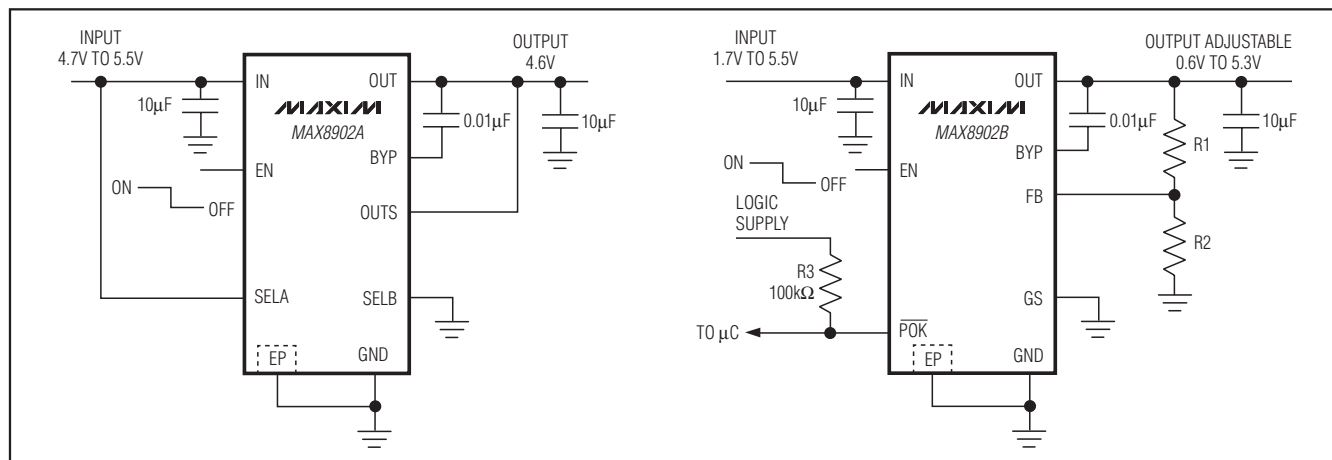 INPUT
4.7V TO 5.5V
10µF
ON
OFF
IN
EN
SELA
EP
GND
MAXIM
MAX8902A
OUT
BYP
OUTS
SELB
0.01µF
OUTPUT
4.6V
10µF
INPUT
1.7V TO 5.5V
10µF
ON
OFF
LOGIC
SUPPLY
R3
100kΩ
TO µC
IN
EN
POK
EP
GND
MAXIM
MAX8902B
OUT
BYP
FB
GS
0.01µF
OUTPUT ADJUSTABLE
0.6V TO 5.3V
R1
10µF
R2